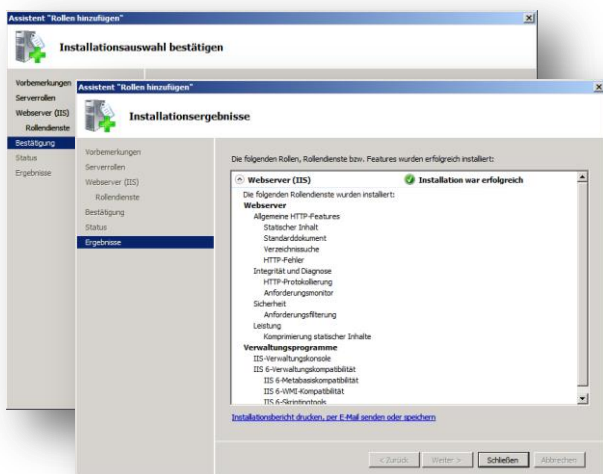 Assistent "Rollen hinzufügen"
Installationsauswahl bestätigen
Vorbemerkungen
Serverrollen
Webserver (IIS)
Rollendienste
Bestätigung
Status
Ergebnisse
Assistent "Rollen hinzufügen"
Installationsergebnisse
Vorbemerkungen
Serverrollen
Webserver (IIS)
Rollendienste
Bestätigung
Status
Ergebnisse
Die folgenden Rollen, Rollendienste bzw. Features wurden erfolgreich installiert:
Webserver (IIS) Installation war erfolgreich
Die folgenden Rollendienste wurden installiert:
Webserver
Allgemeine HTTP-Features
Statischer Inhalt
Standarddokument
Verzeichnissuche
HTTP-Fehler
Integrität und Diagnose
HTTP-Protokollierung
Anforderungsmonitor
Sicherheit
Anforderungsfilterung
Leistung
Komprimierung statischer Inhalte
Verwaltungsprogramme
IIS-Verwaltungskonsole
IIS 6-Verwaltungskompatibilität
IIS 6-Metabasiskompatibilität
IIS 6-WMI-Kompatibilität
IIS 6-Skriptingtools
Installationsbericht drucken, per E-Mail senden oder speichern
< Zurück Weiter > Schließen Abbrechen